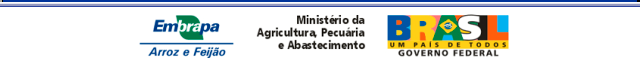 Embrapa
Arroz e Feijão
Ministério da
Agricultura, Pecuária
e Abastecimento
BRASIL
UM PAÍS DE TODOS
GOVERNO FEDERAL